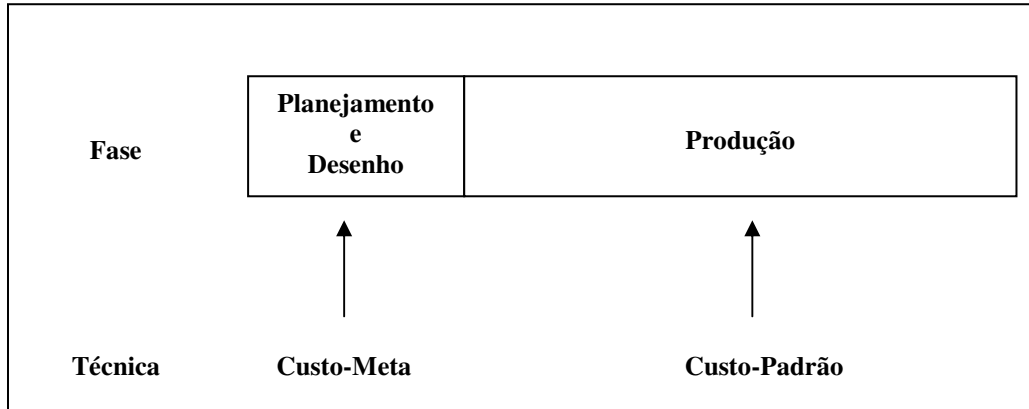 Fase
Planejamento
e
Desenho
Produção
Técnica
Custo-Meta
Custo-Padrão